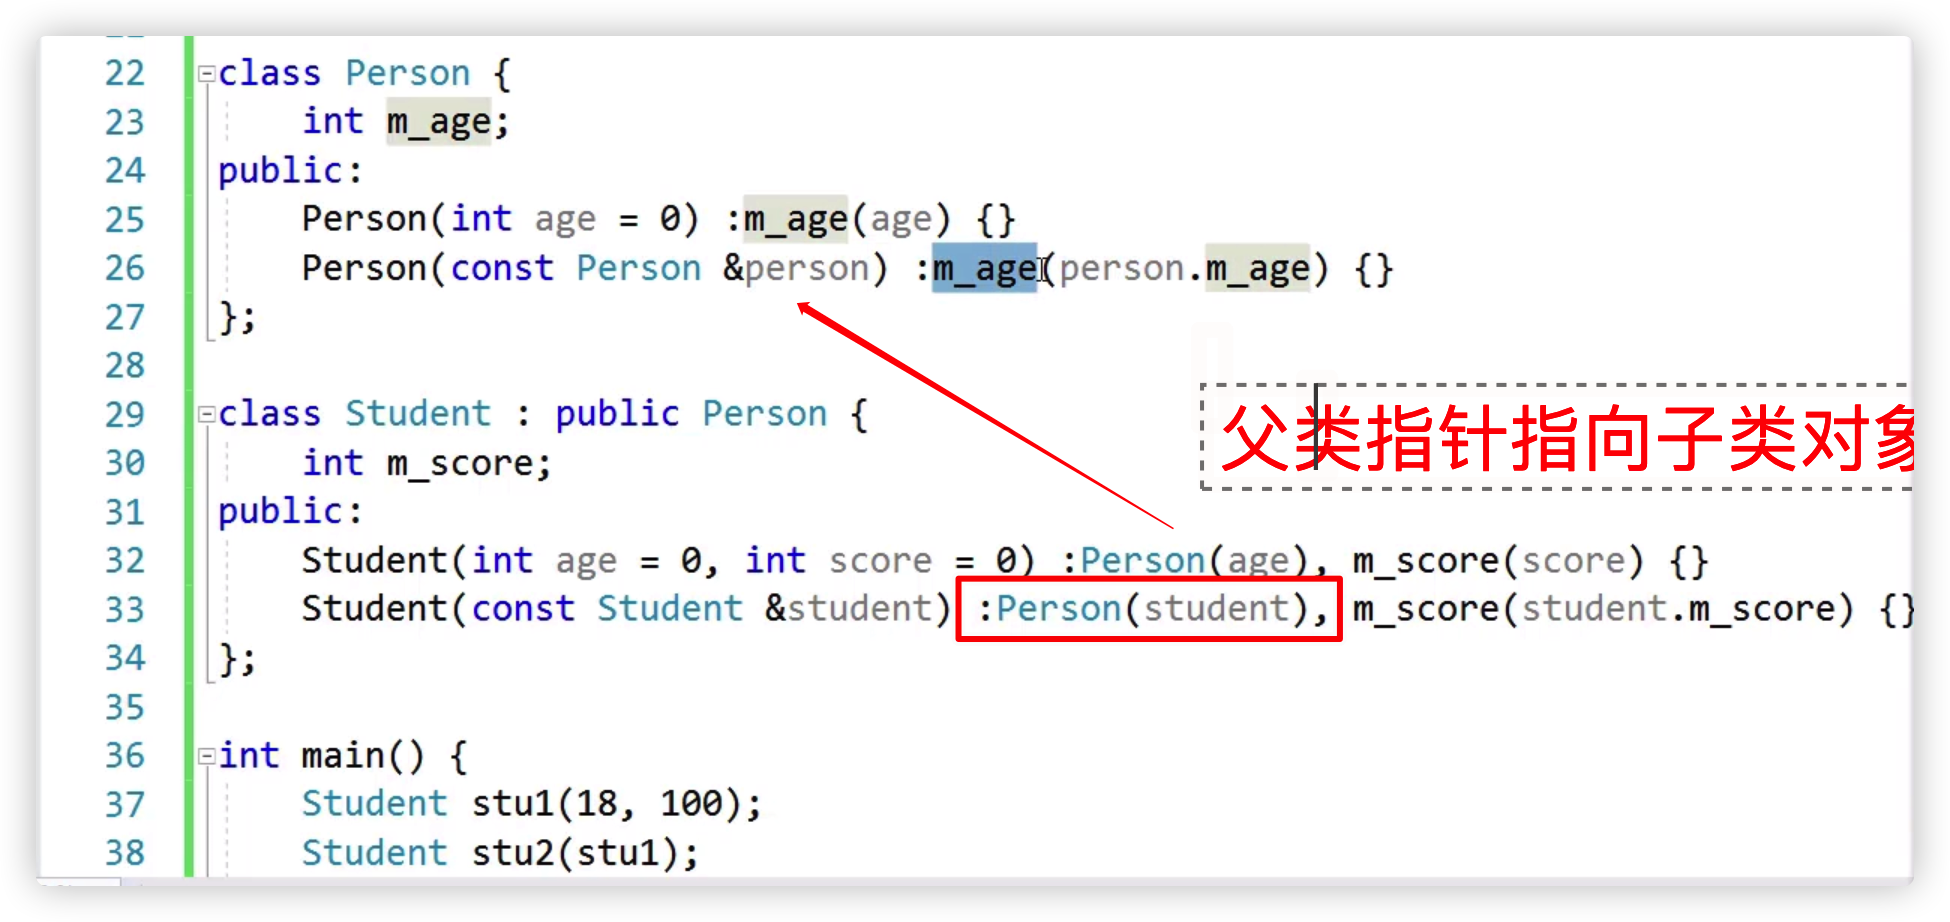 22 class Person {
23 int m_age;
24 public:
25 Person(int age = 0) :m_age(age) {}
26 Person(const Person &person) :m_age(person.m_age) {}
27 };
28
父类指针指向子类对象
29 class Student : public Person {
30 int m_score;
31 public:
32 Student(int age = 0, int score = 0) :Person(age), m_score(score) {}
33 Student(const Student &student) :Person(student), m_score(student.m_score) {}
34 };
35
36 int main() {
37 Student stu1(18, 100);
38 Student stu2(stu1);